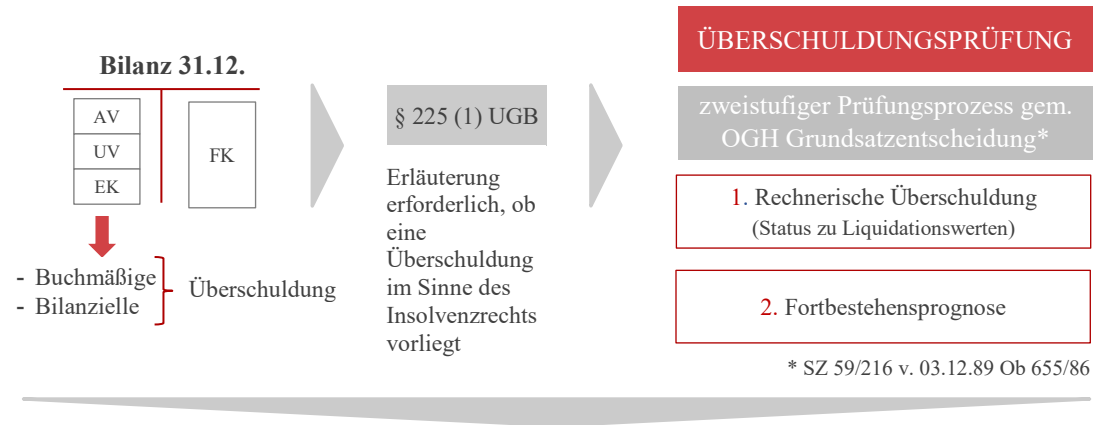 Bilanz 31.12.
AV
UV
EK
FK
- Buchmäßige
- Bilanzielle
Überschuldung
§ 225 (1) UGB
Erläuterung
erforderlich, ob
eine
Überschuldung
im Sinne des
Insolvenzrechts
vorliegt
ÜBERSCHULDUNGSPRÜFUNG
zweistufiger Prüfungsprozess gem.
OGH Grundsatzentscheidung*
1. Rechnerische Überschuldung
(Status zu Liquidationswerten)
2. Fortbestehensprognose
* SZ 59/216 v. 03.12.89 Ob 655/86